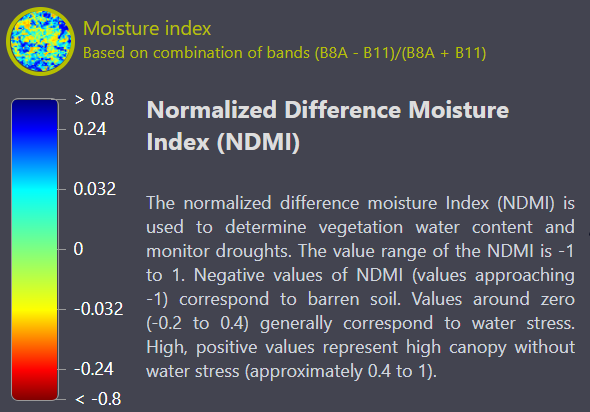 Moisture index
Based on combination of bands (B8A - B11)/(B8A + B11)
> 0.8
0.24
0.032
0
-0.032
-0.24
< -0.8
Normalized Difference Moisture
Index (NDMI)
The normalized difference moisture Index (NDMI) is
used to determine vegetation water content and
monitor droughts. The value range of the NDMI is -1
to 1. Negative values of NDMI (values approaching
-1) correspond to barren soil. Values around zero
(-0.2 to 0.4) generally correspond to water stress.
High, positive values represent high canopy without
water stress (approximately 0.4 to 1).